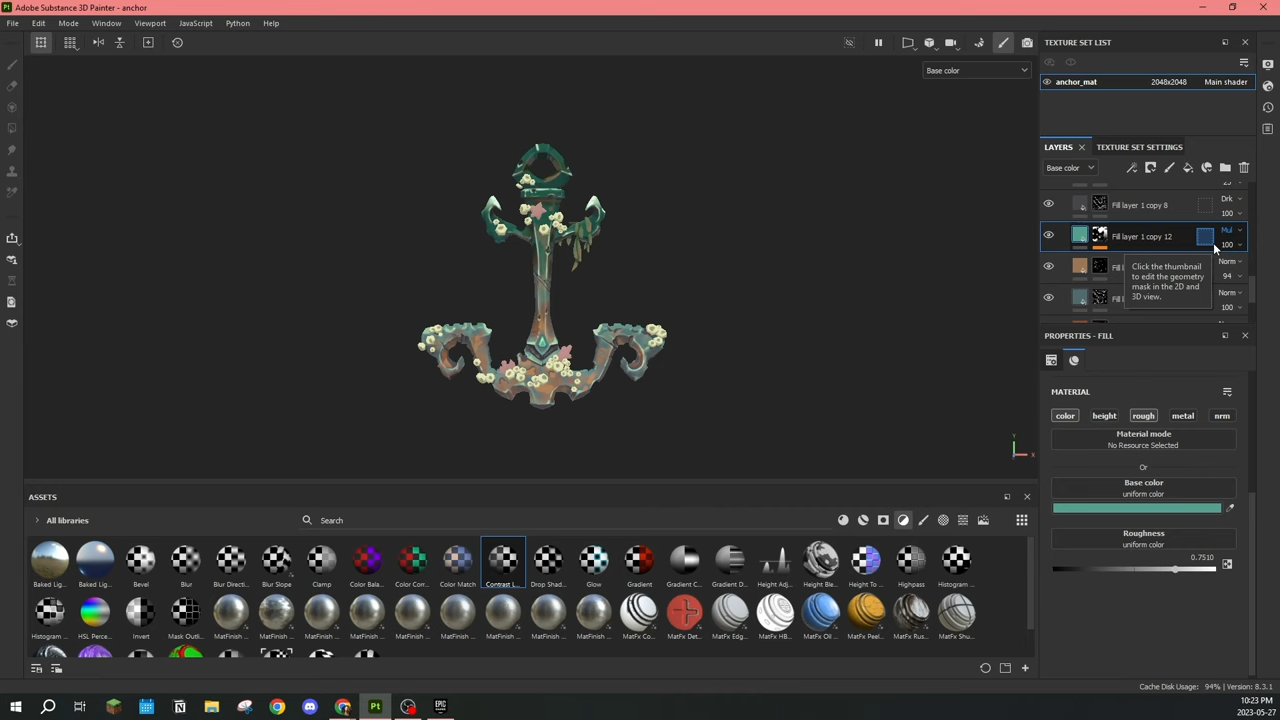 Adobe Substance 3D Painter - anchor
File Edit Mode Window Viewport JavaScript Python Help
Base color
TEXTURE SET LIST
anchor_mat 2048x2048 Main shader
LAYERS TEXTURE SET SETTINGS
Base color
Fill layer 1 copy 8 Drk 100
Fill layer 1 copy 12 Mul 100
Norm 94
Norm 100
Click the thumbnail
to edit the geometry
mask in the 2D and
3D view.
PROPERTIES - FILL
MATERIAL
color height rough metal nrm
Material mode
No Resource Selected
Or
Base color
uniform color
Roughness
uniform color
0.7510
ASSETS
All libraries Search
Baked Lig... Baked Lig... Bevel Blur Blur Directi... Blur Slope Clamp Color Bala... Color Corr... Color Match Contrast L... Drop Shad... Glow Gradient Gradient C... Gradient D... Height Adj... Height Ble... Height To ... Highpass Histogram ...
Histogram ... HSL Perce... Invert Mask Outli... MatFinish ... MatFinish ... MatFinish ... MatFinish ... MatFinish ... MatFinish ... MatFinish ... MatFinish ... MatFinish ... MatFx Co... MatFx Det... MatFx Edg... MatFx HB... MatFx Oil ... MatFx Peel... MatFx Rus... MatFx Shu...
Cache Disk Usage: 94% | Version: 8.3.1
10:23 PM
2023-05-27